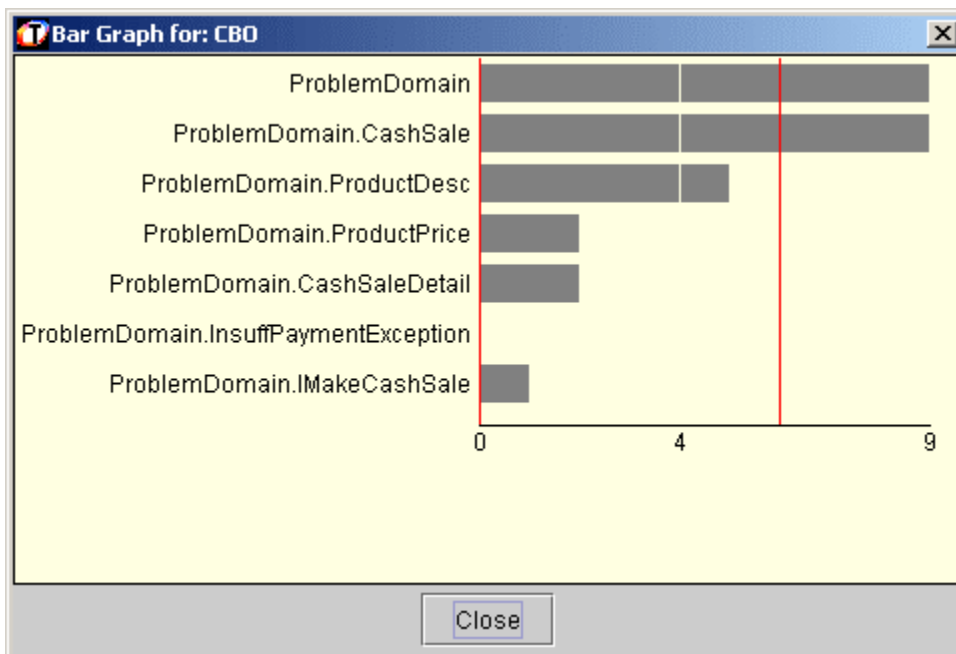 Bar Graph for: CBO
ProblemDomain
ProblemDomain.CashSale
ProblemDomain.ProductDesc
ProblemDomain.ProductPrice
ProblemDomain.CashSaleDetail
ProblemDomain.InsuffPaymentException
ProblemDomain.IMakeCashSale
0 4 9
Close